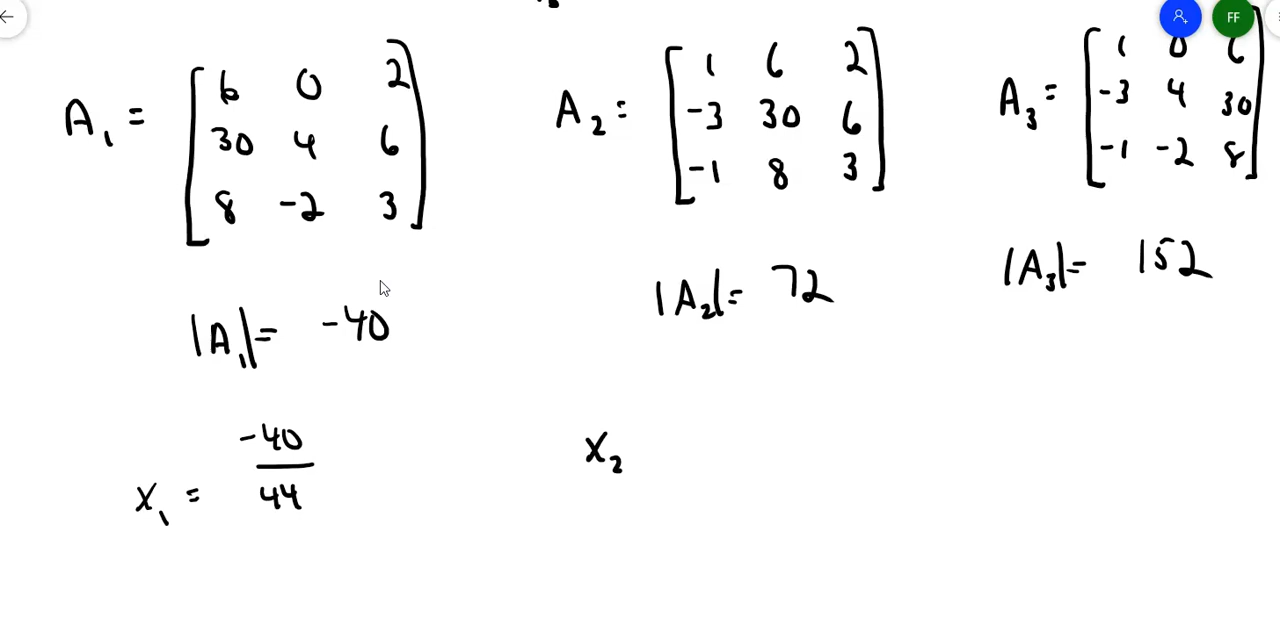 FF
A₁ = [ 6 0 2
30 4 6
8 -2 3 ]
A₂ = [ 1 6 2
-3 30 6
-1 8 3 ]
A₃ = [ 1 0 6
-3 4 30
-1 -2 8 ]
|A₁| = -40
|A₂| = 72
|A₃| = 152
x₁ = -40/44
x₂